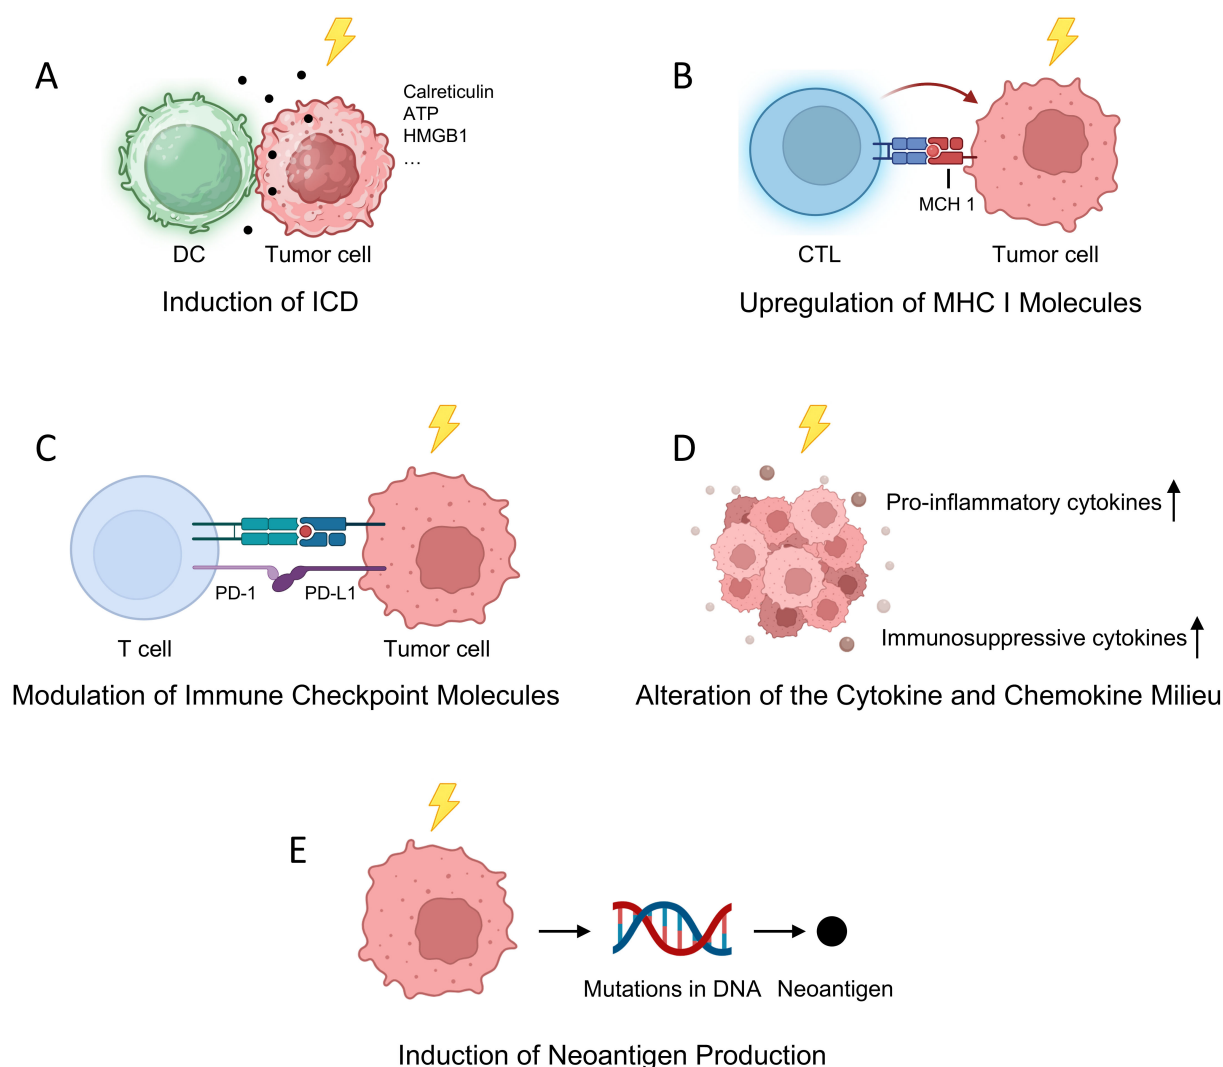 A
Calreticulin
ATP
HMGB1
...
DC
Tumor cell
Induction of ICD
B
MCH 1
CTL
Tumor cell
Upregulation of MHC I Molecules
C
PD-1
PD-L1
T cell
Tumor cell
Modulation of Immune Checkpoint Molecules
D
Pro-inflammatory cytokines
Immunosuppressive cytokines
Alteration of the Cytokine and Chemokine Milieu
E
Mutations in DNA
Neoantigen
Induction of Neoantigen Production